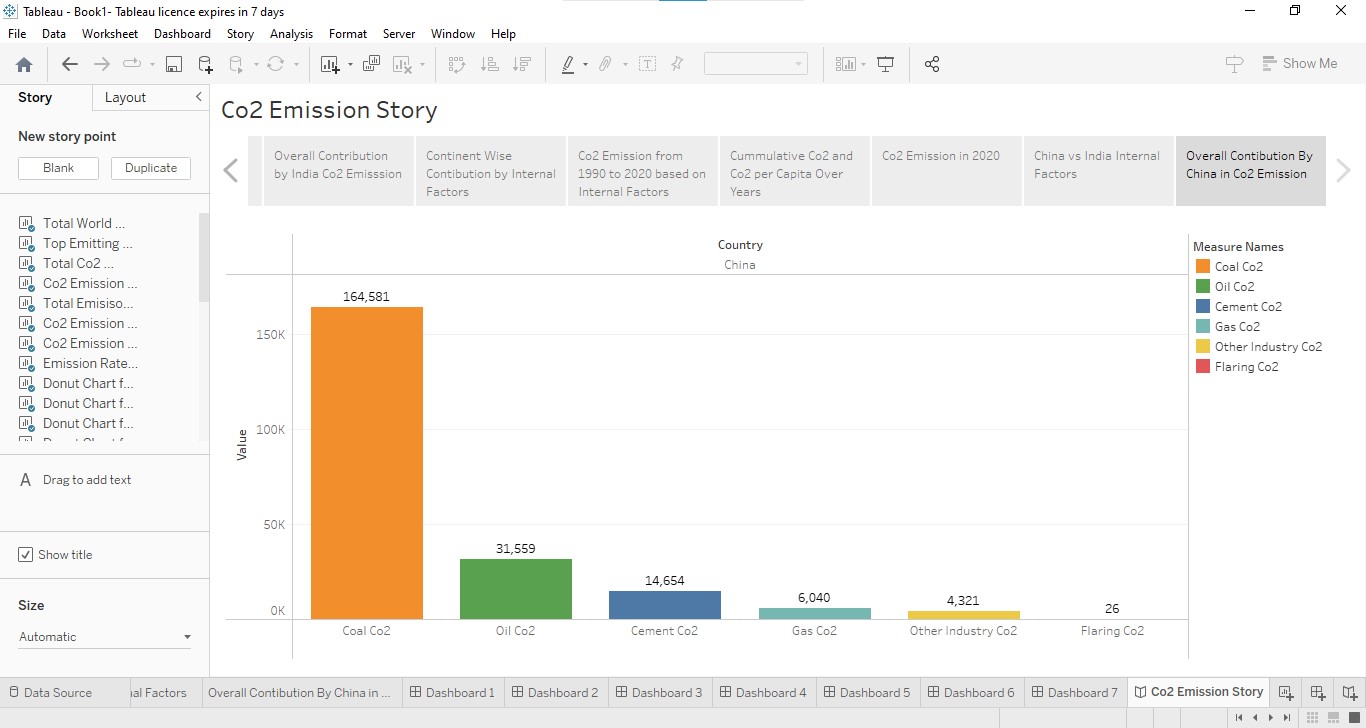 Tableau - Book1- Tableau licence expires in 7 days
File Data Worksheet Dashboard Story Analysis Format Server Window Help
Show Me
Story Layout
New story point
Blank Duplicate
Total World ...
Top Emitting ...
Total Co2 ...
Co2 Emission ...
Total Emisiso...
Co2 Emission ...
Co2 Emission ...
Emission Rate...
Donut Chart f...
Donut Chart f...
Donut Chart f...
A Drag to add text
Show title
Size
Automatic
Co2 Emission Story
Overall Contribution
by India Co2 Emisssion
Continent Wise
Contibution by Internal
Factors
Co2 Emission from
1990 to 2020 based on
Internal Factors
Cummulative Co2 and
Co2 per Capita Over
Years
Co2 Emission in 2020
China vs India Internal
Factors
Overall Contibution By
China in Co2 Emission
Country
China
Value
150K
100K
50K
0K
164,581
31,559
14,654
6,040
4,321
26
Coal Co2
Oil Co2
Cement Co2
Gas Co2
Other Industry Co2
Flaring Co2
Measure Names
Coal Co2
Oil Co2
Cement Co2
Gas Co2
Other Industry Co2
Flaring Co2
Data Source al Factors Overall Contibution By China in ... Dashboard 1 Dashboard 2 Dashboard 3 Dashboard 4 Dashboard 5 Dashboard 6 Dashboard 7 Co2 Emission Story